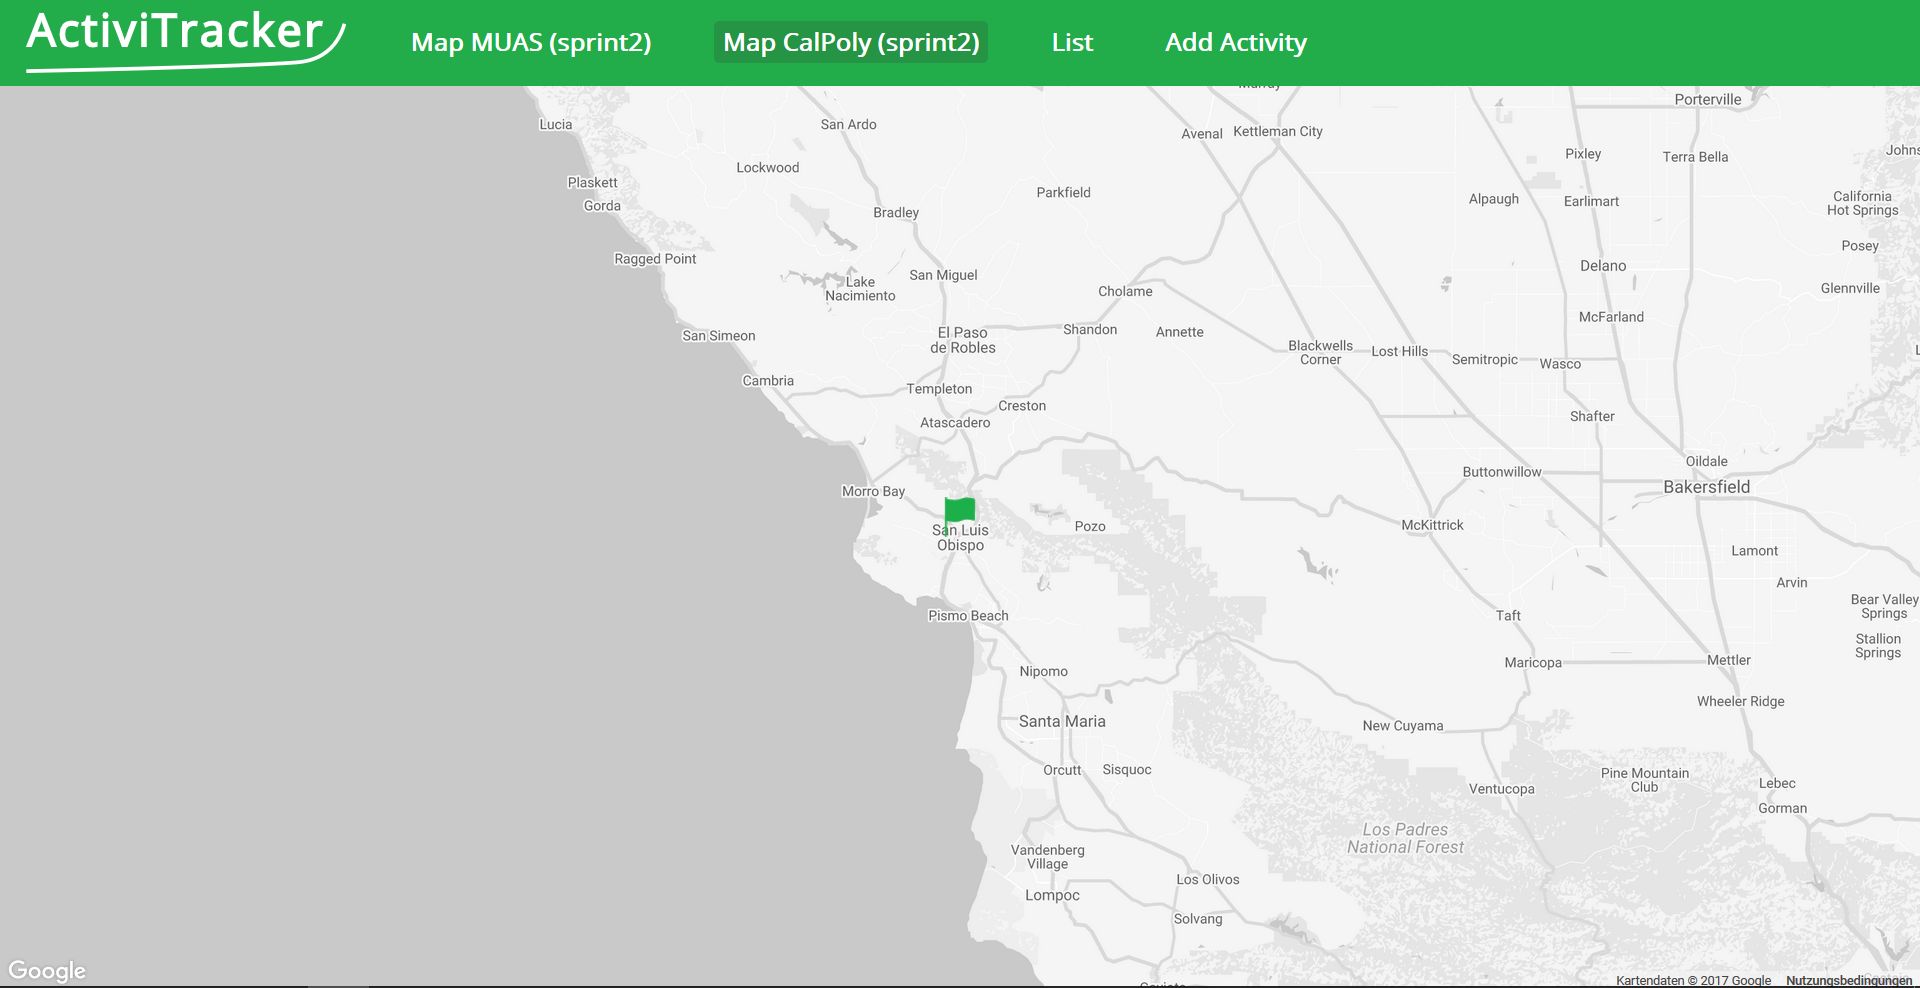 ActiviTracker
Map MUAS (sprint2)
Map CalPoly (sprint2)
List
Add Activity
Porterville
Lucia
San Ardo
Avenal
Kettleman City
Pixley
Terra Bella
Lockwood
Plaskett
Gorda
Parkfield
Alpaugh
Earlimart
California
Hot Springs
Bradley
Posey
Ragged Point
San Miguel
Delano
Lake
Nacimiento
Cholame
Glennville
McFarland
San Simeon
El Paso
de Robles
Shandon
Annette
Blackwells
Corner
Lost Hills
Semitropic
Wasco
Cambria
Templeton
Creston
Shafter
Atascadero
Oildale
Buttonwillow
Bakersfield
Morro Bay
San Luis
Obispo
Pozo
McKittrick
Lamont
Arvin
Bear Valley
Springs
Pismo Beach
Taft
Stallion
Springs
Maricopa
Mettler
Nipomo
Wheeler Ridge
Santa Maria
New Cuyama
Orcutt
Sisquoc
Pine Mountain
Club
Ventucopa
Lebec
Gorman
Los Padres
National Forest
Vandenberg
Village
Los Olivos
Lompoc
Solvang
Google
Kartendaten © 2017 Google
Nutzungsbedingungen